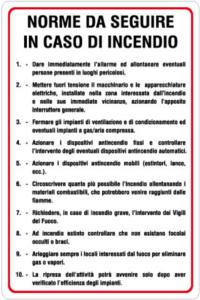 NORME DA SEGUIRE
IN CASO DI INCENDIO
1. - Dare immediatamente l'allarme ed allontanare eventuali
persone presenti in luoghi pericolosi.
2. - Mettere fuori tensione il macchinario e le apparecchiature
elettriche, installate nella zona interessata dall'incendio
e nelle sue immediate vicinanze, azionando l'apposito
interruttore generale.
3. - Fermare gli impianti di ventilazione e di condizionamento ed
eventuali impianti a gas/aria compressa.
4. - Azionare i dispositivi antincendio fissi e controllare
l'intervento degli eventuali dispositivi antincendio automatici.
5. - Azionare i dispositivi antincendio mobili (estintori, lance,
ecc.).
6. - Circoscrivere quanto più possibile l'incendio allontanando i
materiali combustibili, che potrebbero venire raggiunti dalle
fiamme.
7. - Richiedere, in caso di incendio grave, l'intervento dei Vigili
del Fuoco.
8. - Ad incendio estinto controllare che non esistano focolai
occulti o braci.
9. - Arieggiare sempre i locali interessati dal fuoco per eliminare
gas o vapori.
10. - La ripresa dell'attività potrà avvenire solo dopo aver
verificato l'efficienza degli impianti.